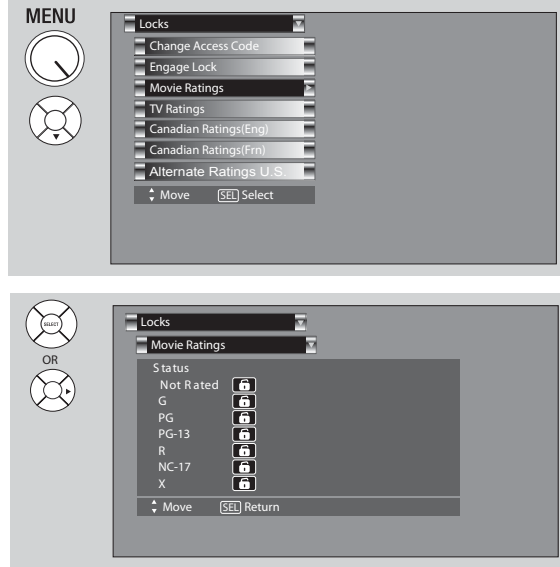 MENU
Locks
Change Access Code
Engage Lock
Movie Ratings
TV Ratings
Canadian Ratings(Eng)
Canadian Ratings(Frn)
Alternate Ratings U.S.
Move SEL Select
SELECT
OR
Locks
Movie Ratings
Status
Not Rated
G
PG
PG-13
R
NC-17
X
Move SEL Return